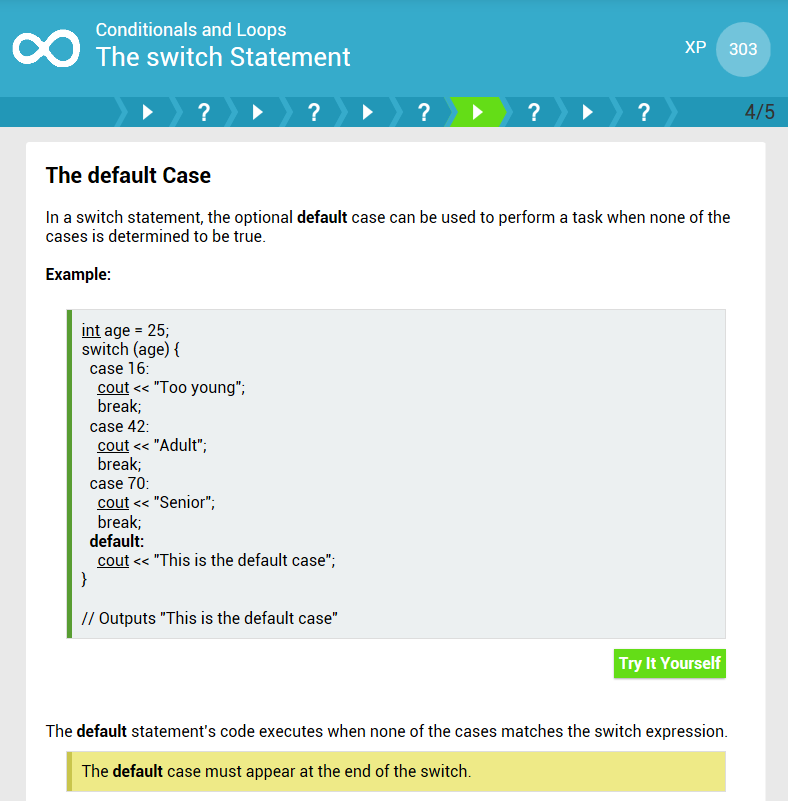 Conditionals and Loops
The switch Statement
XP 303
? ? ? ? ? 4/5
The default Case
In a switch statement, the optional default case can be used to perform a task when none of the
cases is determined to be true.
Example:
int age = 25;
switch (age) {
case 16:
cout << "Too young";
break;
case 42:
cout << "Adult";
break;
case 70:
cout << "Senior";
break;
default:
cout << "This is the default case";
}
// Outputs "This is the default case"
Try It Yourself
The default statement's code executes when none of the cases matches the switch expression.
The default case must appear at the end of the switch.